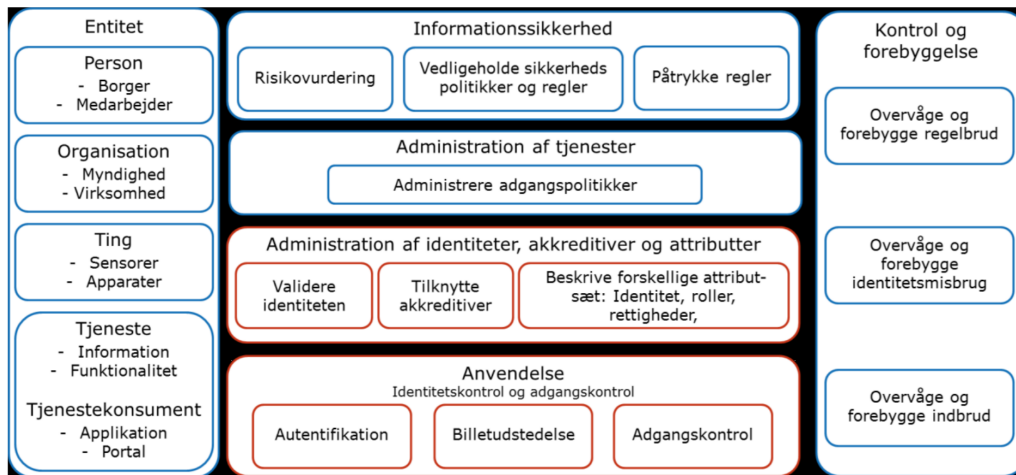 Entitet
Person
- Borger
- Medarbejder
Organisation
- Myndighed
- Virksomhed
Ting
- Sensorer
- Apparater
Tjeneste
- Information
- Funktionalitet
Tjenestekonsument
- Applikation
- Portal
Informationssikkerhed
Risikovurdering
Vedligeholde sikkerheds
politikker og regler
Påtrykke regler
Administration af tjenester
Administrere adgangspolitikker
Administration af identiteter, akkreditiver og attributter
Validere
identiteten
Tilknytte
akkreditiver
Beskrive forskellige attribut-
sæt: Identitet, roller,
rettigheder,
Anvendelse
Identitetskontrol og adgangskontrol
Autentifikation
Billetudstedelse
Adgangskontrol
Kontrol og
forebyggelse
Overvåge og
forebygge regelbrud
Overvåge og
forebygge
identitetsmisbrug
Overvåge og
forebygge indbrud